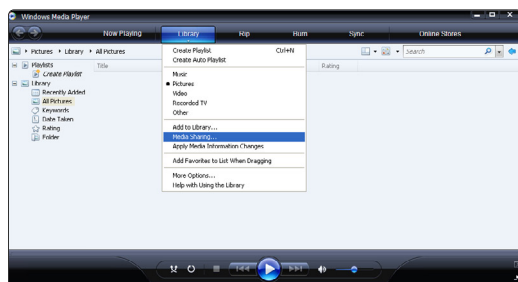 Windows Media Player
Now Playing Library Rip Burn Sync Online Stores
Pictures Library All Pictures Search
Playlists
Create Playlist
Library
Recently Added
All Pictures
Keywords
Date Taken
Rating
Folder
Title Rating
Create Playlist Ctrl+N
Create Auto Playlist
Music
Pictures
Video
Recorded TV
Other
Add to Library...
Media Sharing...
Apply Media Information Changes
Add Favorites to List When Dragging
More Options...
Help with Using the Library